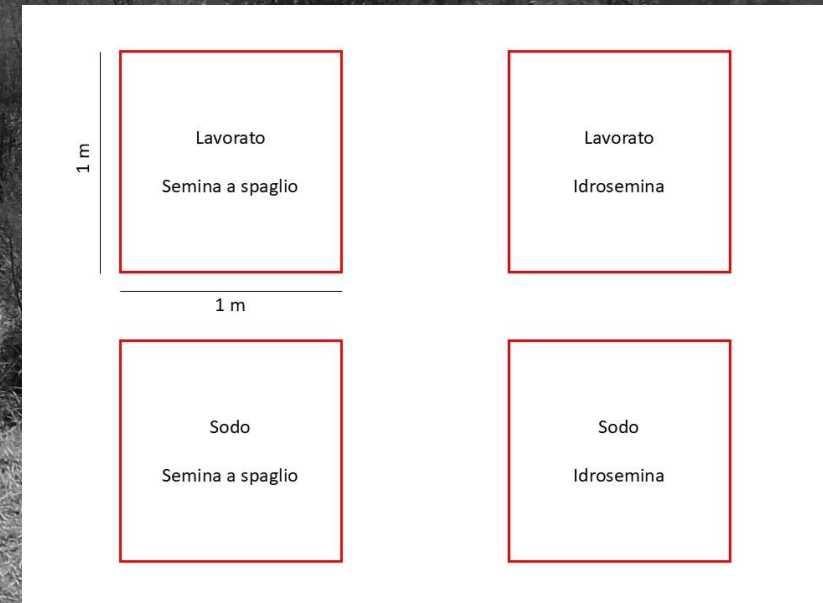 Lavorato
Semina a spaglio
Lavorato
Idrosemina
1 m
1 m
Sodo
Semina a spaglio
Sodo
Idrosemina